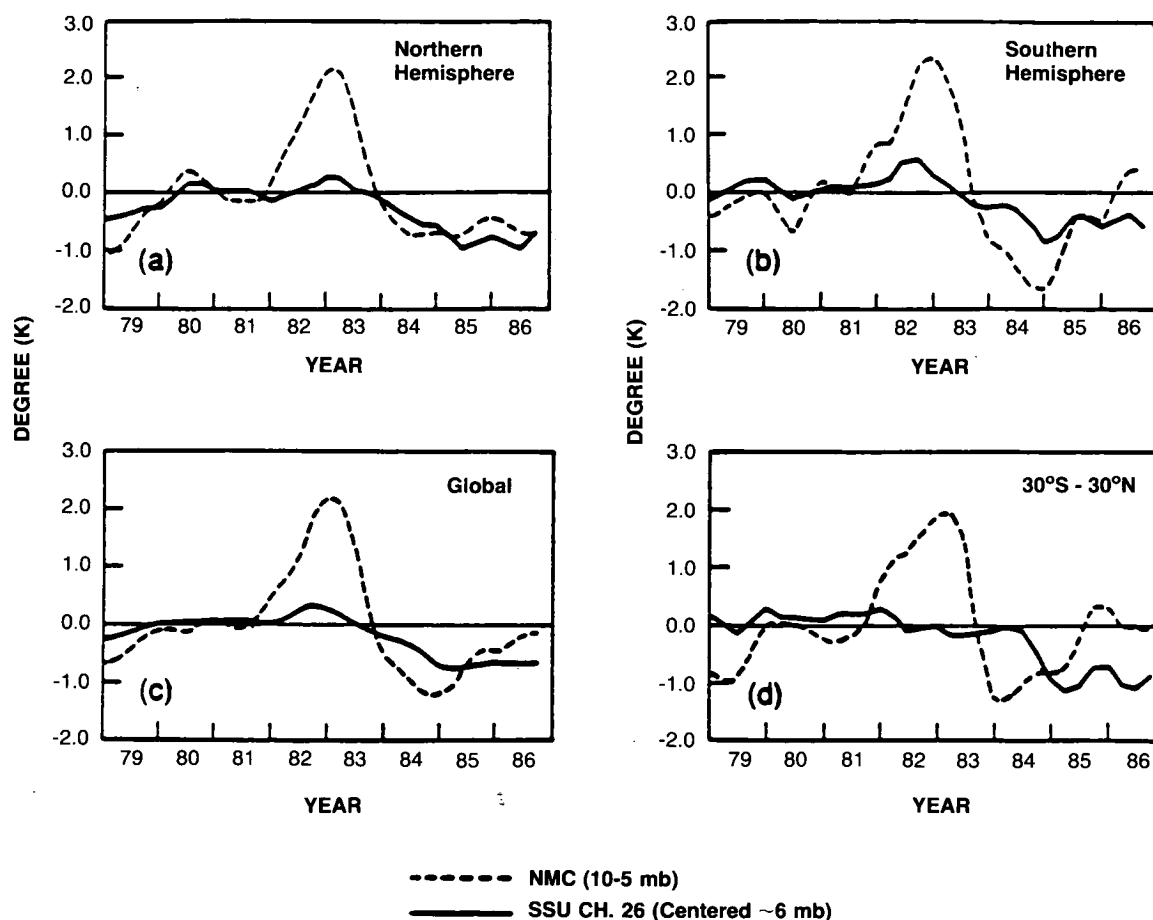 3.0
2.0
1.0
0.0
-1.0
-2.0
Northern
Hemisphere
(a)
79 80 81 82 83 84 85 86
YEAR
3.0
2.0
1.0
0.0
-1.0
-2.0
Southern
Hemisphere
(b)
79 80 81 82 83 84 85 86
YEAR
DEGREE (K)
DEGREE (K)
3.0
2.0
1.0
0.0
-1.0
-2.0
Global
(c)
79 80 81 82 83 84 85 86
YEAR
3.0
2.0
1.0
0.0
-1.0
-2.0
30°S - 30°N
(d)
79 80 81 82 83 84 85 86
YEAR
NMC (10-5 mb)
SSU CH. 26 (Centered ~6 mb)